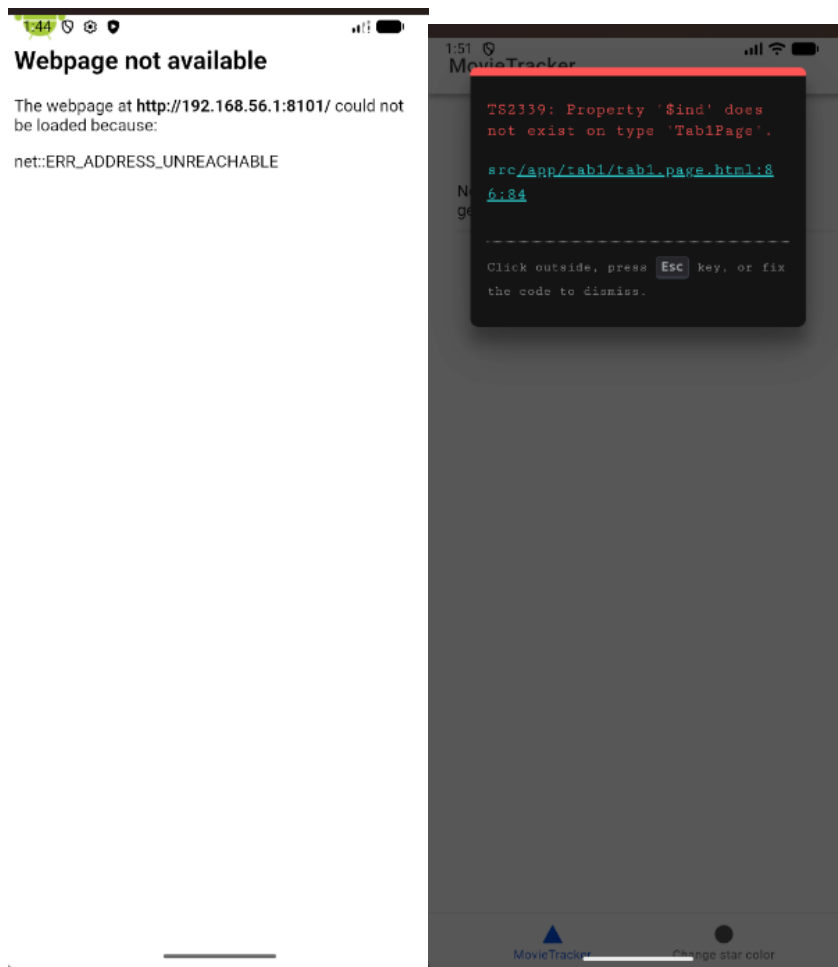 1:44
Webpage not available
The webpage at http://192.168.56.1:8101/ could not
be loaded because:
net::ERR_ADDRESS_UNREACHABLE
1:51
MovieTracker
TS2339: Property '$ind' does
not exist on type 'Tab1Page'.
src/app/tab1/tab1.page.html:8
6:84
Click outside, press Esc key, or fix
the code to dismiss.
MovieTracker
Change star color